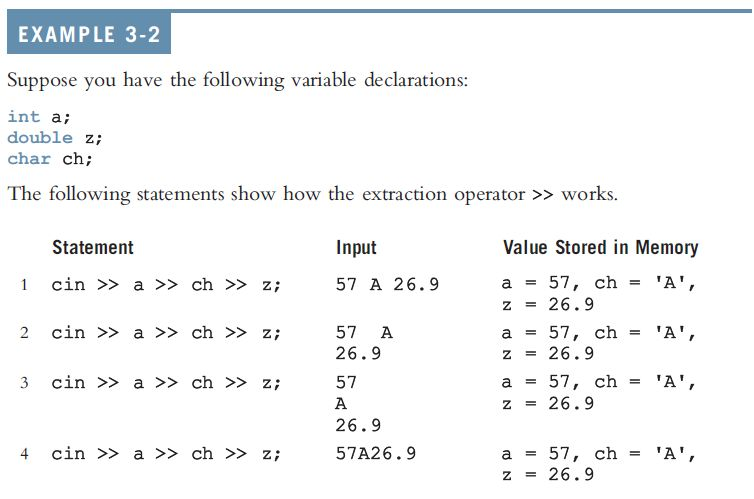 EXAMPLE 3-2
Suppose you have the following variable declarations:
int a;
double z;
char ch;
The following statements show how the extraction operator >> works.
Statement Input Value Stored in Memory
1 cin >> a >> ch >> z; 57 A 26.9 a = 57, ch = 'A',
z = 26.9
2 cin >> a >> ch >> z; 57  A a = 57, ch = 'A',
26.9 z = 26.9
3 cin >> a >> ch >> z; 57 a = 57, ch = 'A',
A z = 26.9
26.9
4 cin >> a >> ch >> z; 57A26.9 a = 57, ch = 'A',
z = 26.9